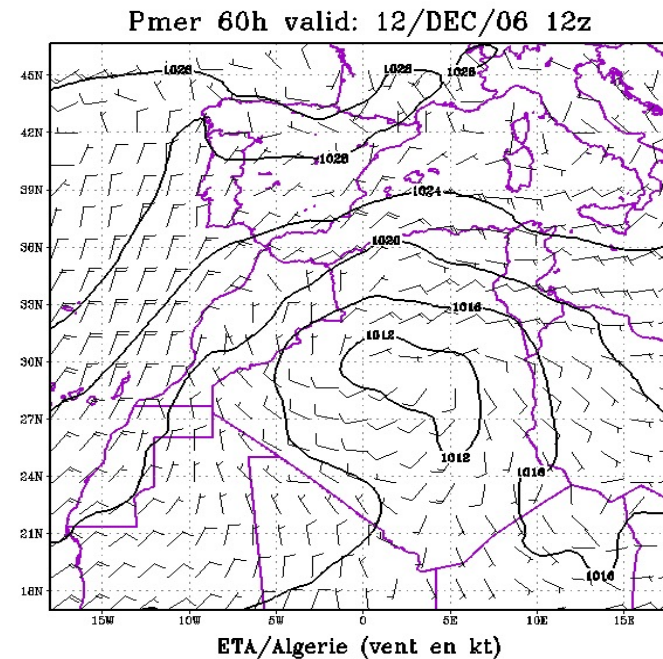 Pmer 60h valid: 12/DEC/06 12z
45N
42N
39N
36N
33N
30N
27N
24N
21N
18N
1028
1028
1028
1028
1024
1020
1016
1012
1012
1016
1016
15W
10W
5W
0
5E
10E
15E
ETA/Algerie (vent en kt)